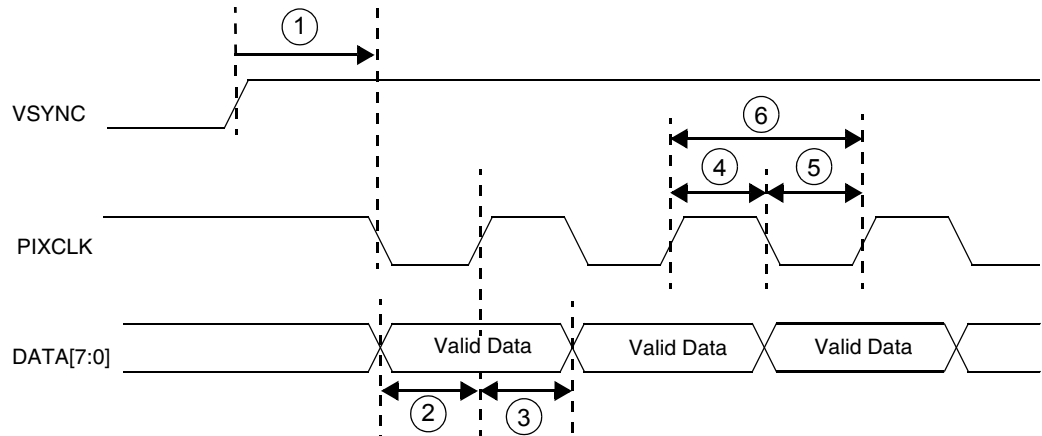 ①
VSYNC
⑥
④ ⑤
PIXCLK
DATA[7:0] Valid Data Valid Data Valid Data
② ③